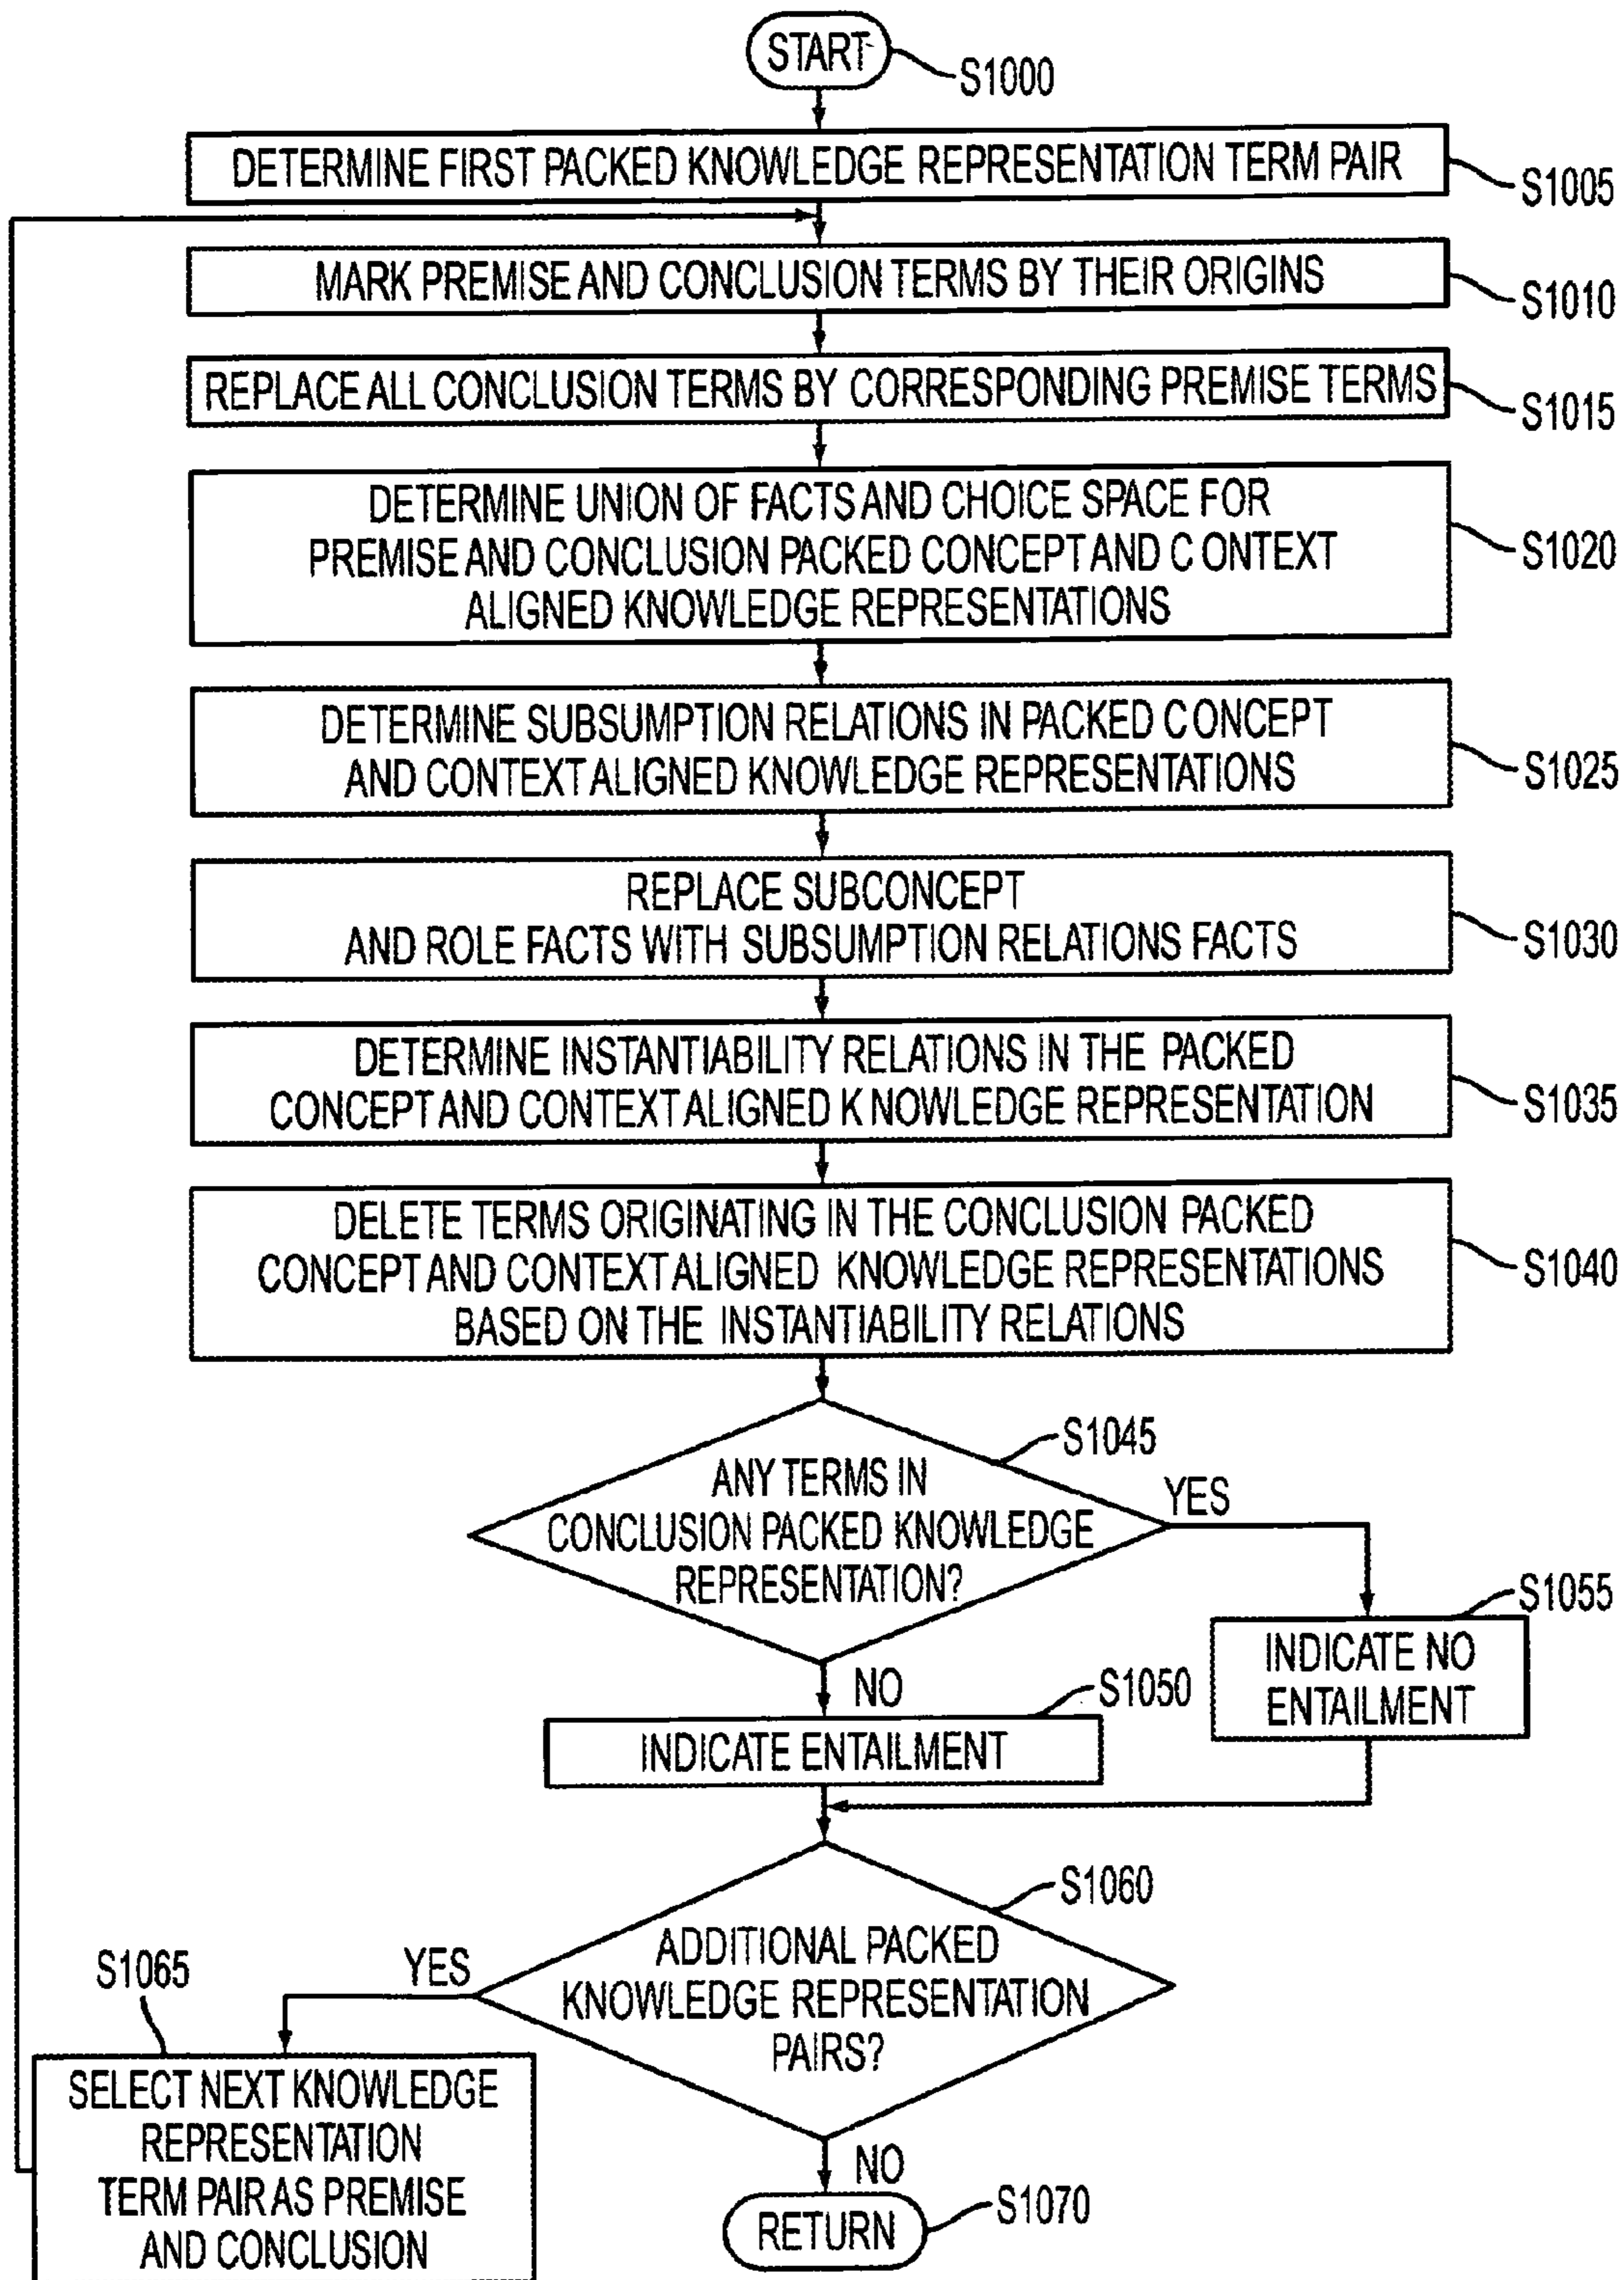 START
S1000
DETERMINE FIRST PACKED KNOWLEDGE REPRESENTATION TERM PAIR
S1005
MARK PREMISE AND CONCLUSION TERMS BY THEIR ORIGINS
S1010
REPLACE ALL CONCLUSION TERMS BY CORRESPONDING PREMISE TERMS
S1015
DETERMINE UNION OF FACTS AND CHOICE SPACE FOR
PREMISE AND CONCLUSION PACKED CONCEPT AND C ONTEXT
ALIGNED KNOWLEDGE REPRESENTATIONS
S1020
DETERMINE SUBSUMPTION RELATIONS IN PACKED C ONCEPT
AND CONTEXT ALIGNED KNOWLEDGE REPRESENTATIONS
S1025
REPLACE SUBCONCEPT
AND ROLE FACTS WITH SUBSUMPTION RELATIONS FACTS
S1030
DETERMINE INSTANTIABILITY RELATIONS IN THE PACKED
CONCEPT AND CONTEXT ALIGNED K NOWLEDGE REPRESENTATION
S1035
DELETE TERMS ORIGINATING IN THE CONCLUSION PACKED
CONCEPT AND CONTEXT ALIGNED KNOWLEDGE REPRESENTATIONS
BASED ON THE INSTANTIABILITY RELATIONS
S1040
S1045
ANY TERMS IN
CONCLUSION PACKED KNOWLEDGE
REPRESENTATION?
YES
S1055
INDICATE NO
ENTAILMENT
NO
S1050
INDICATE ENTAILMENT
S1060
ADDITIONAL PACKED
KNOWLEDGE REPRESENTATION
PAIRS?
YES
S1065
SELECT NEXT KNOWLEDGE
REPRESENTATION
TERM PAIR AS PREMISE
AND CONCLUSION
NO
RETURN
S1070